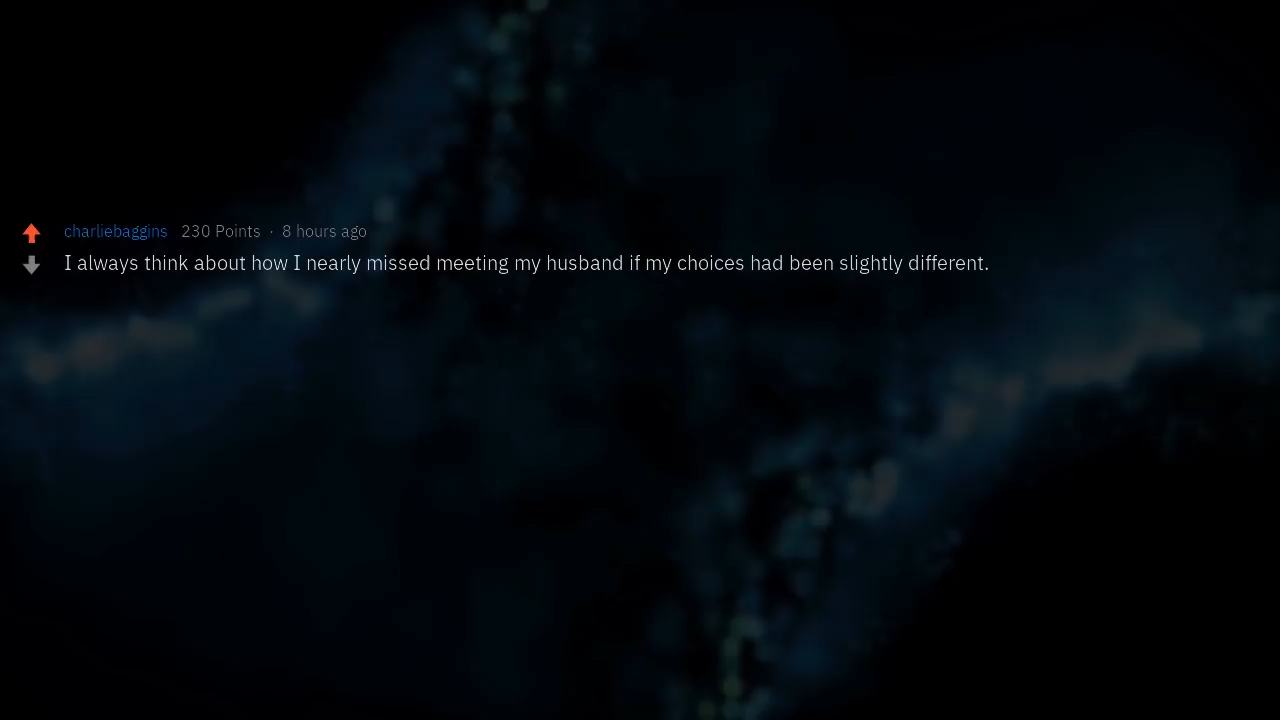 charliebaggins 230 Points · 8 hours ago
I always think about how I nearly missed meeting my husband if my choices had been slightly different.